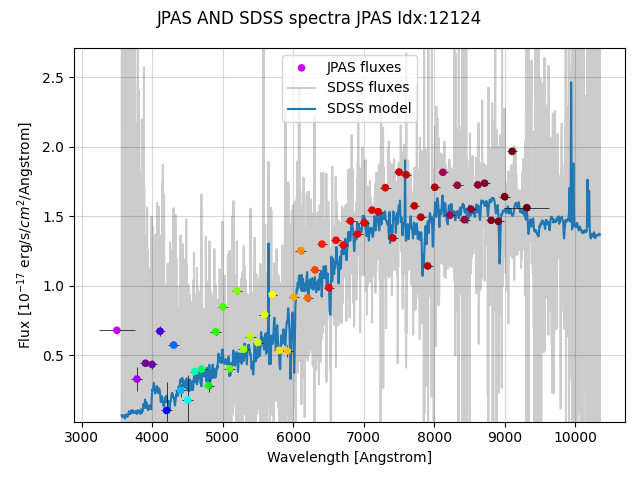 JPAS AND SDSS spectra JPAS Idx:12124
JPAS fluxes
SDSS fluxes
SDSS model
2.5
2.0
1.5
1.0
0.5
Flux [10⁻¹⁷ erg/s/cm²/Angstrom]
3000 4000 5000 6000 7000 8000 9000 10000
Wavelength [Angstrom]